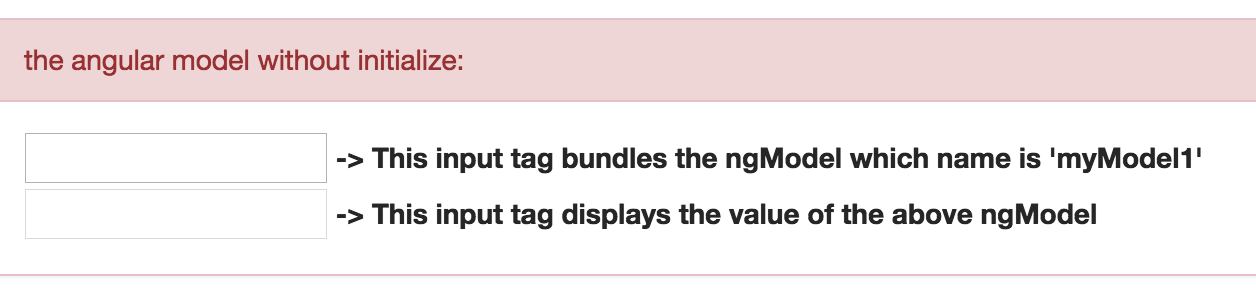 the angular model without initialize:
-> This input tag bundles the ngModel which name is 'myModel1'
-> This input tag displays the value of the above ngModel